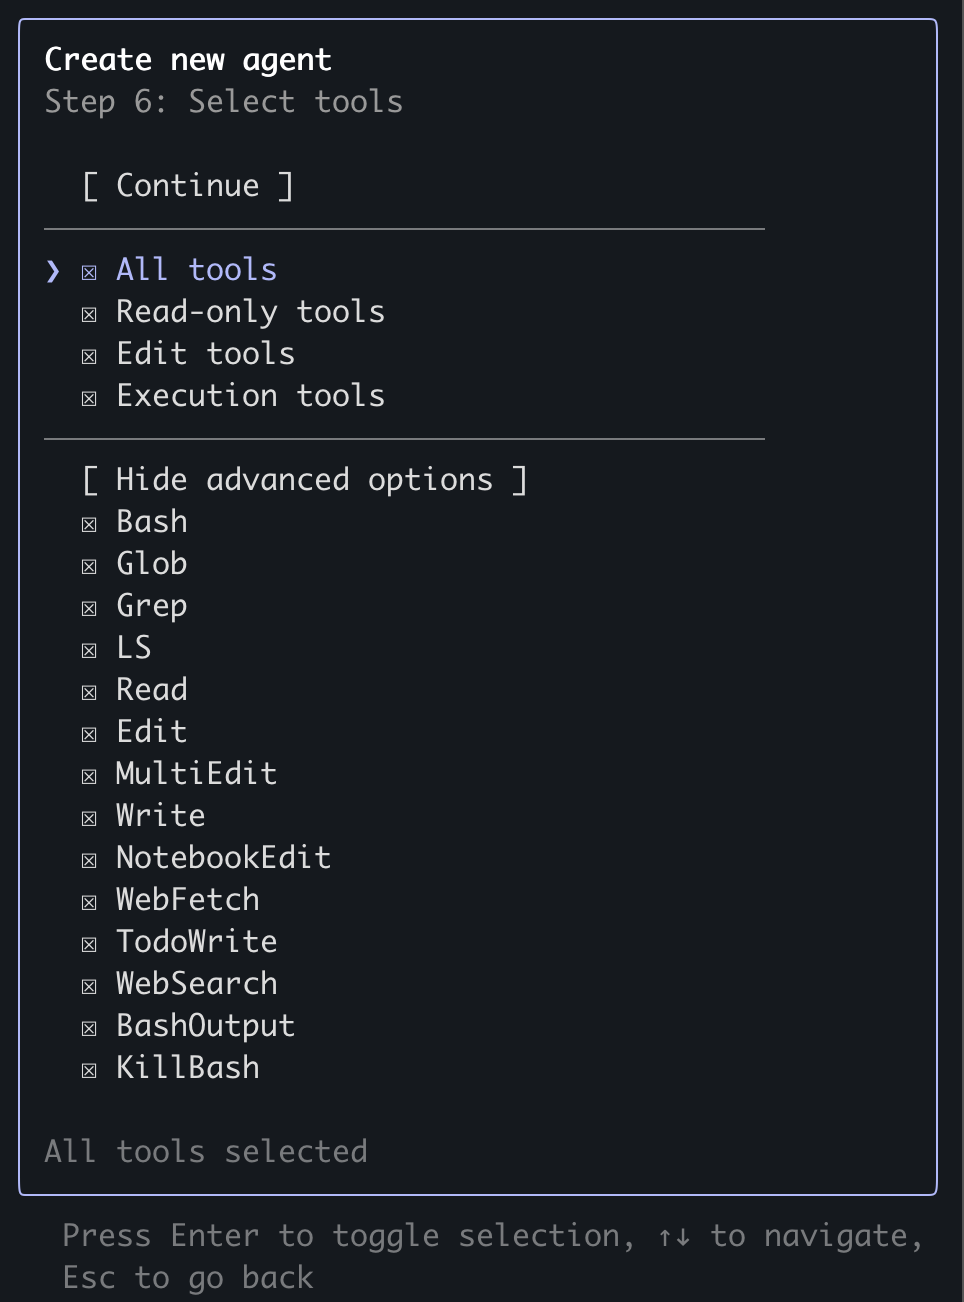 Create new agent
Step 6: Select tools
[ Continue ]
❯ ☒ All tools
☒ Read-only tools
☒ Edit tools
☒ Execution tools
[ Hide advanced options ]
☒ Bash
☒ Glob
☒ Grep
☒ LS
☒ Read
☒ Edit
☒ MultiEdit
☒ Write
☒ NotebookEdit
☒ WebFetch
☒ TodoWrite
☒ WebSearch
☒ BashOutput
☒ KillBash
All tools selected
Press Enter to toggle selection, ↑↓ to navigate,
Esc to go back